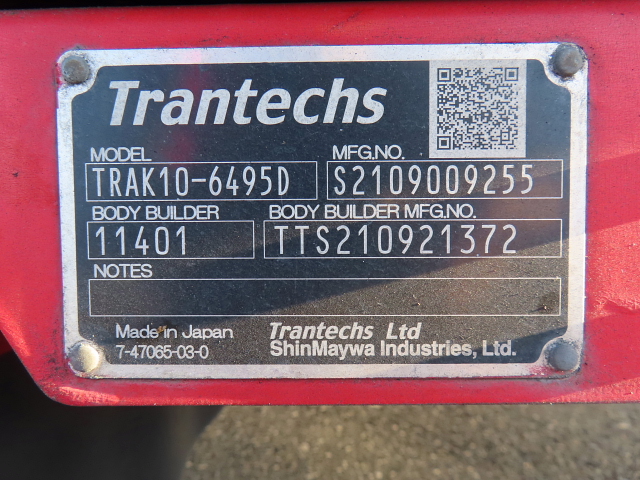 Trantechs
MODEL MFG.NO.
TRAK10-6495D S2109009255
BODY BUILDER BODY BUILDER MFG.NO.
11401 TTS210921372
NOTES
Made in Japan Trantechs Ltd
7-47065-03-0 ShinMaywa Industries, Ltd.